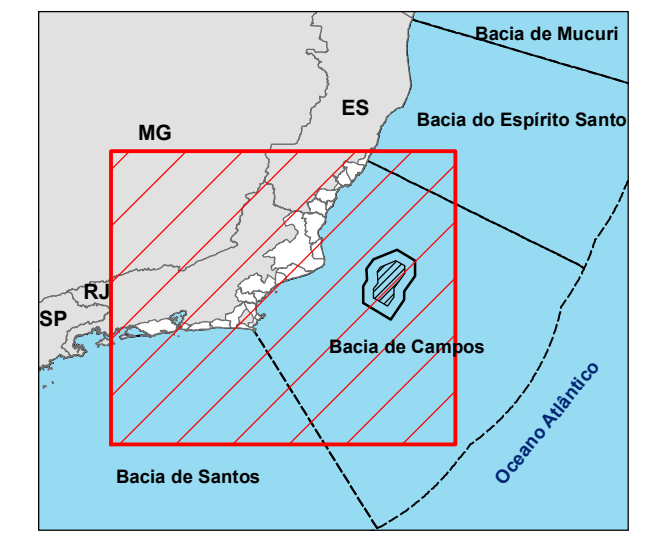 Bacia de Mucuri
ES
Bacia do Espírito Santo
MG
RJ
SP
Bacia de Campos
Oceano Atlântico
Bacia de Santos